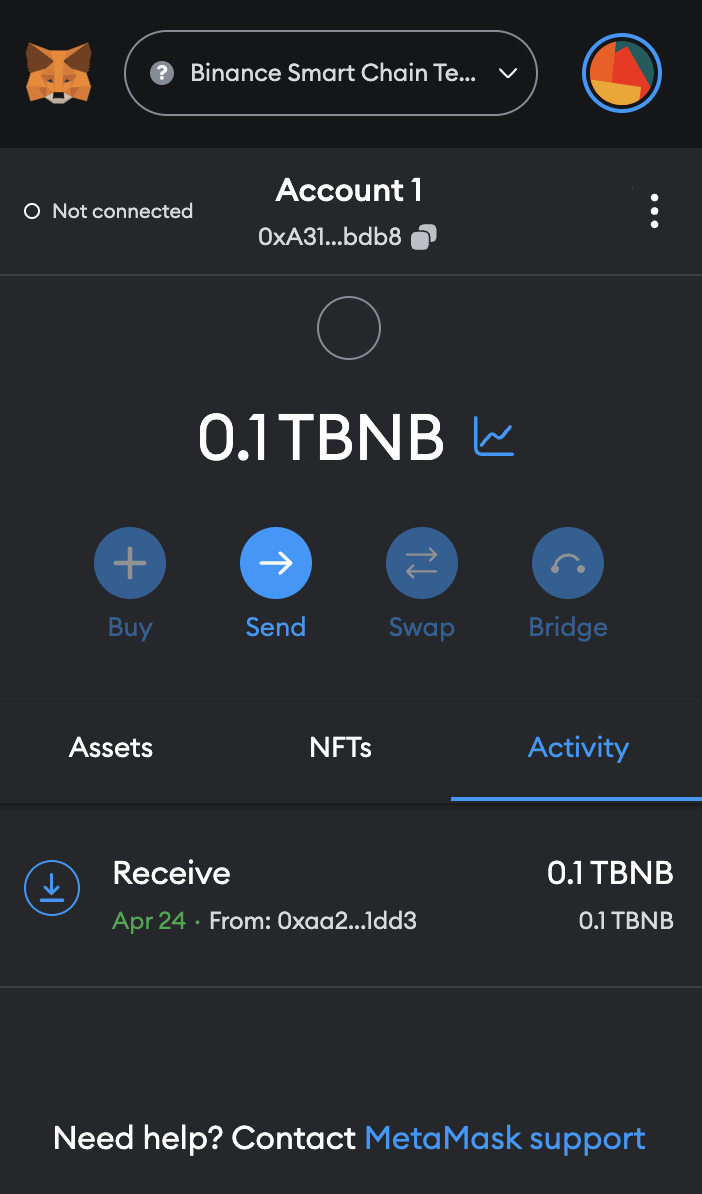 ? Binance Smart Chain Te...
Not connected
Account 1
0xA31...bdb8
0.1 TBNB
Buy Send Swap Bridge
Assets NFTs Activity
Receive 0.1 TBNB
Apr 24 · From: 0xaa2...1dd3 0.1 TBNB
Need help? Contact MetaMask support